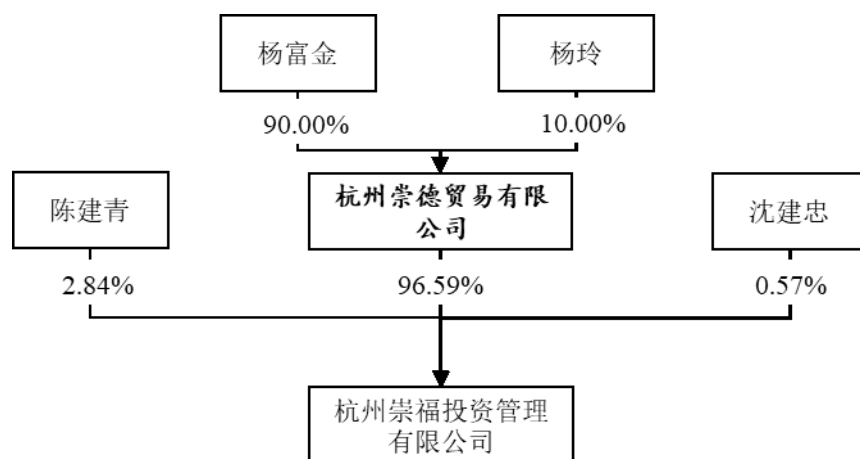 杨富金
杨玲
90.00%
10.00%
陈建青
杭州崇德贸易有限
公司
沈建忠
2.84%
96.59%
0.57%
杭州崇福投资管理
有限公司